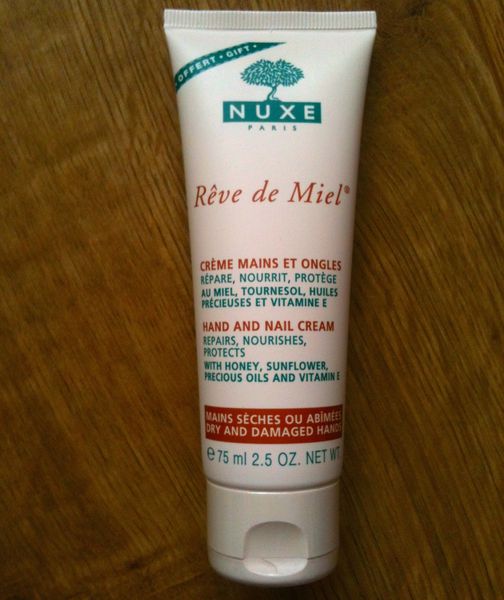 OFFERT • GIFT •
NUXE
PARIS
Rêve de Miel®
CRÈME MAINS ET ONGLES
RÉPARE, NOURRIT, PROTÈGE
AU MIEL, TOURNESOL, HUILES
PRÉCIEUSES ET VITAMINE E
HAND AND NAIL CREAM
REPAIRS, NOURISHES,
PROTECTS
WITH HONEY, SUNFLOWER,
PRECIOUS OILS AND VITAMIN E
MAINS SÈCHES OU ABÎMÉES
DRY AND DAMAGED HANDS
℮ 75 ml 2.5 OZ. NET WT.